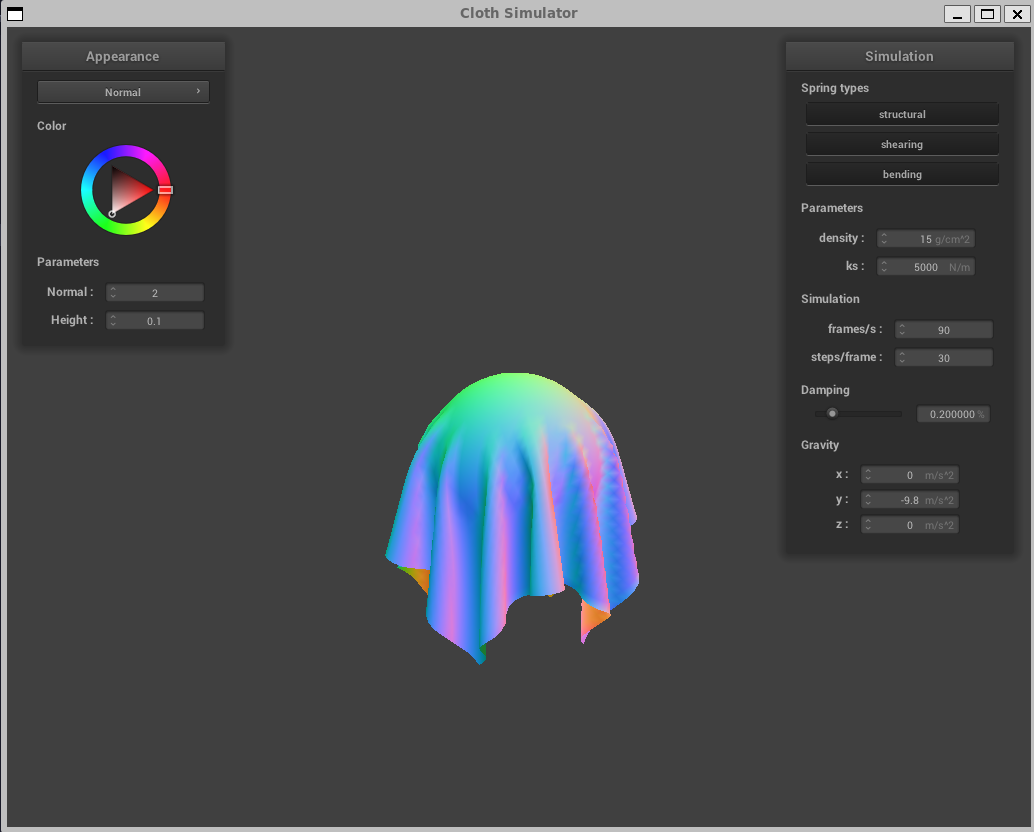 Cloth Simulator
Appearance
Normal
Color
Parameters
Normal : 2
Height : 0.1
Simulation
Spring types
structural
shearing
bending
Parameters
density : 15 g/cm^2
ks : 5000 N/m
Simulation
frames/s : 90
steps/frame : 30
Damping
0.200000 %
Gravity
x : 0 m/s^2
y : -9.8 m/s^2
z : 0 m/s^2